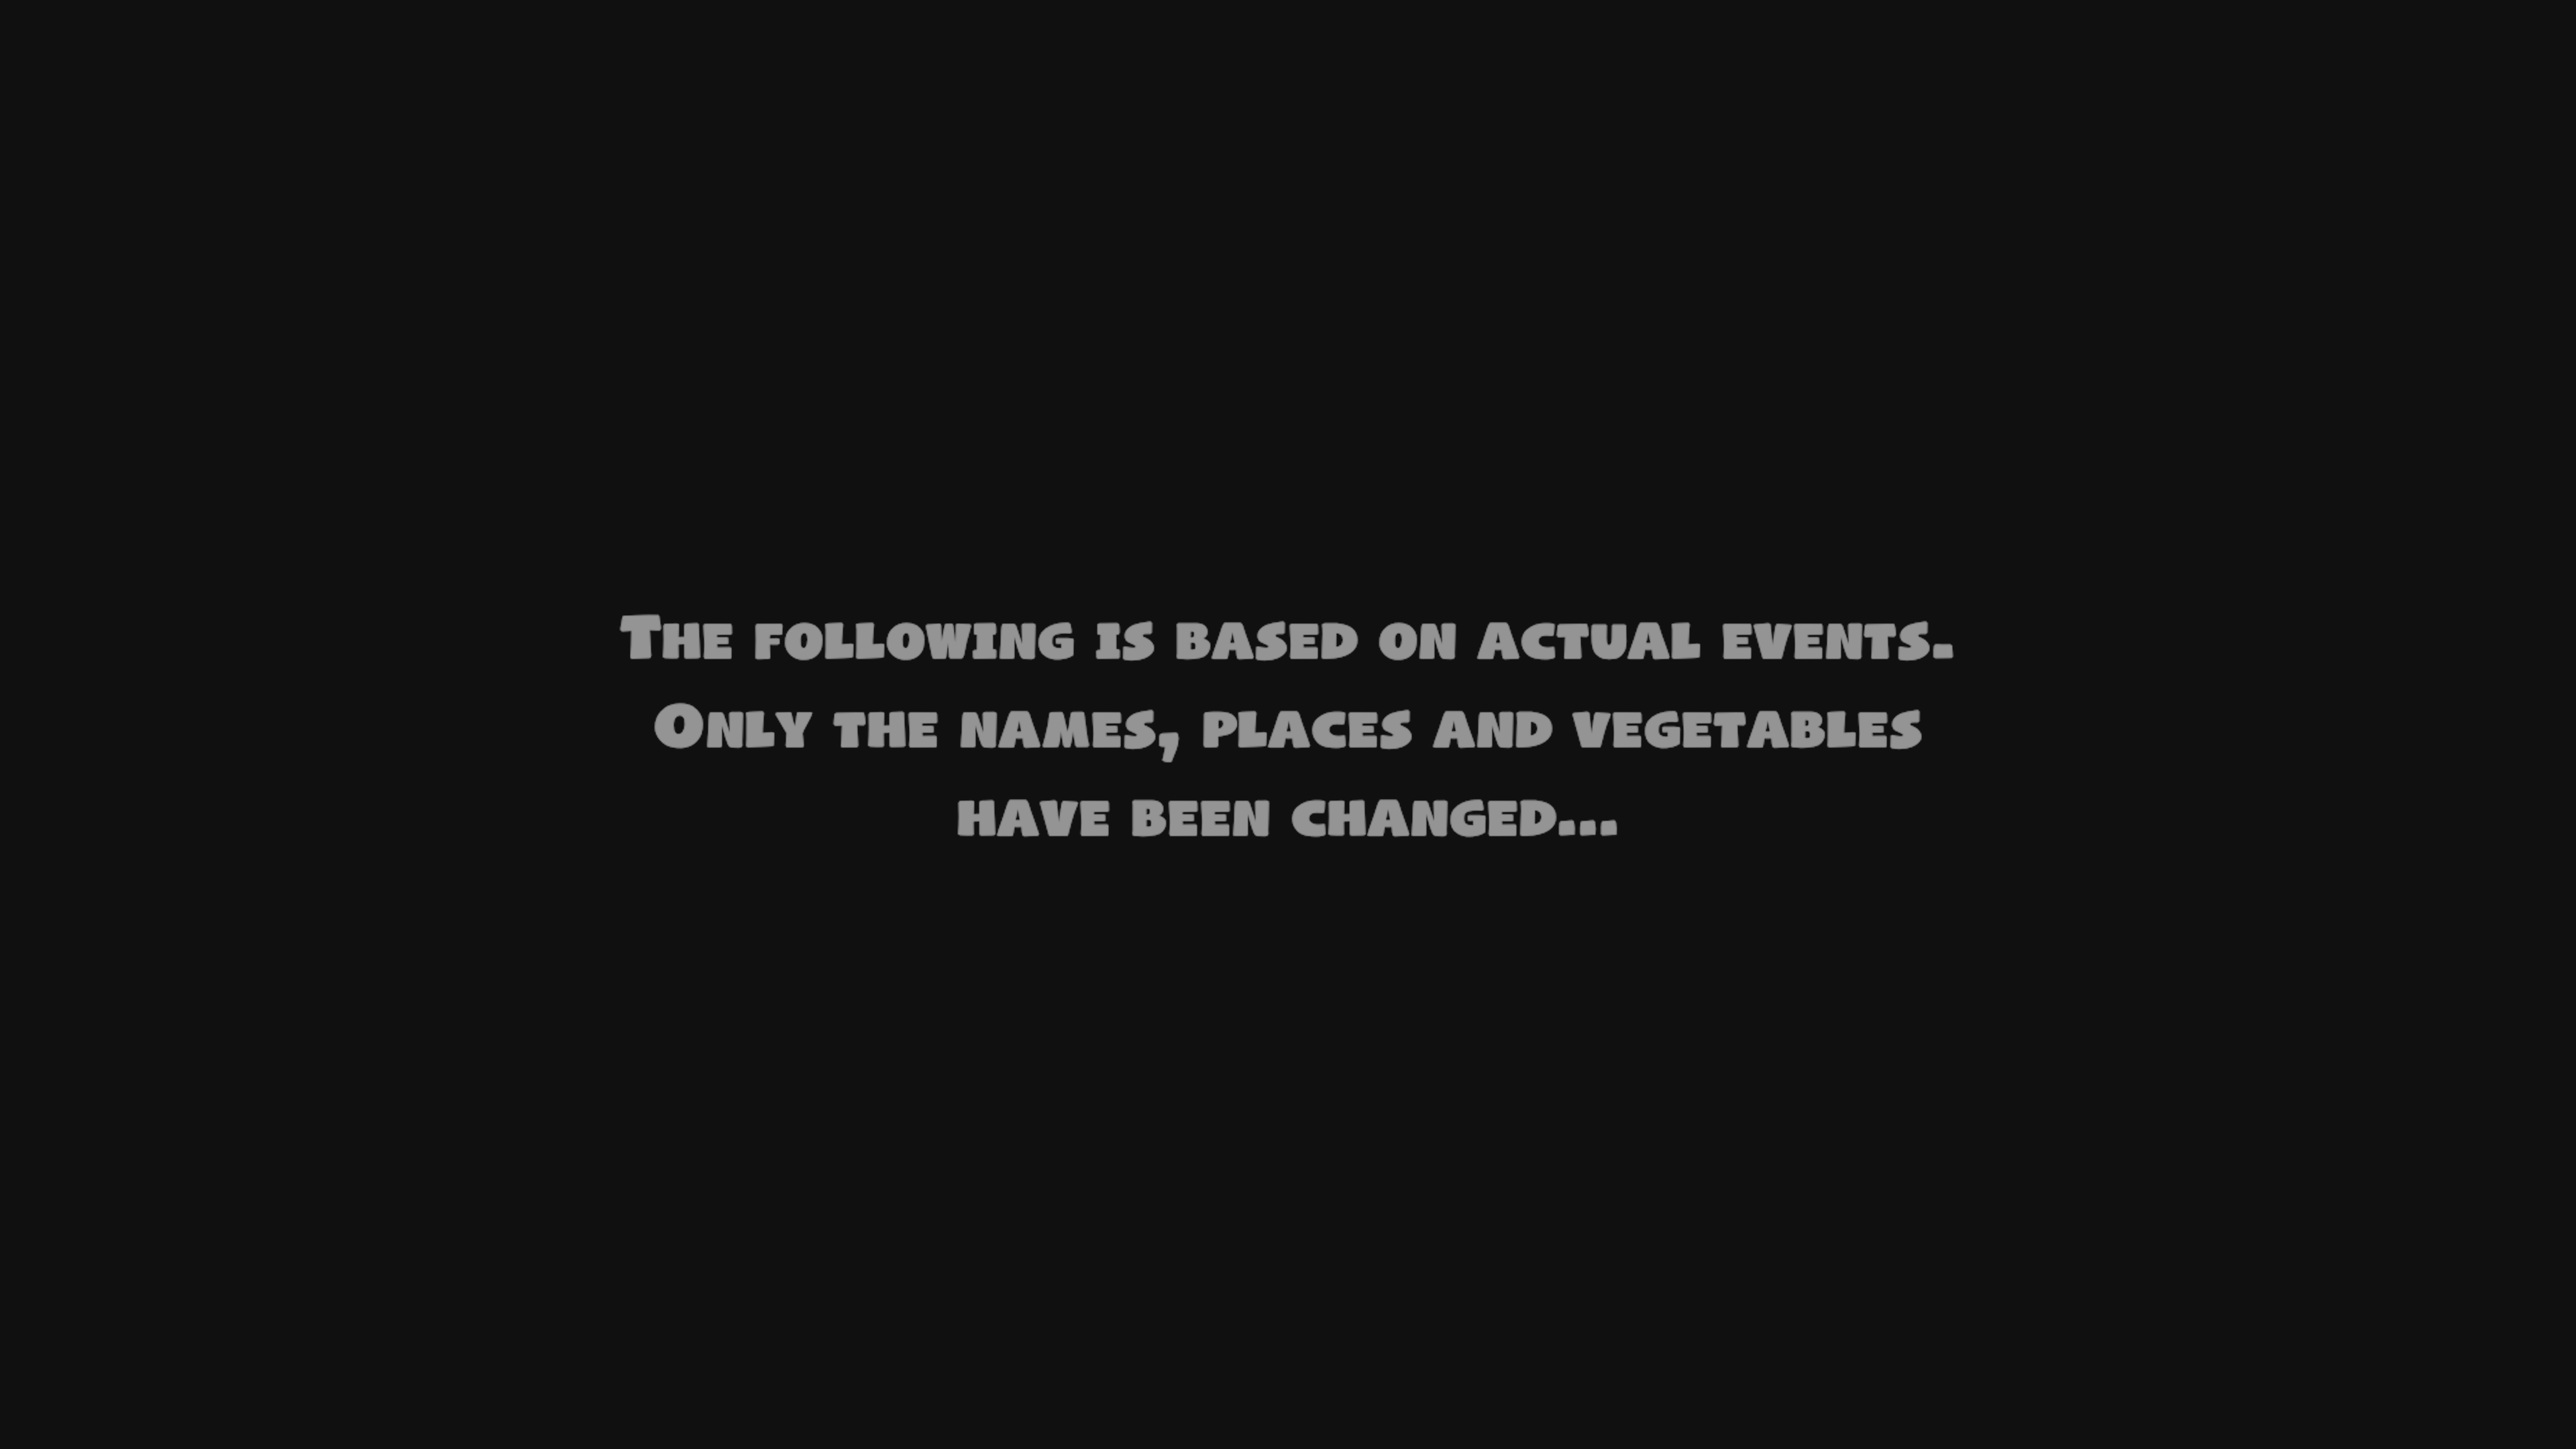 The following is based on actual events.
Only the names, places and vegetables
have been changed...